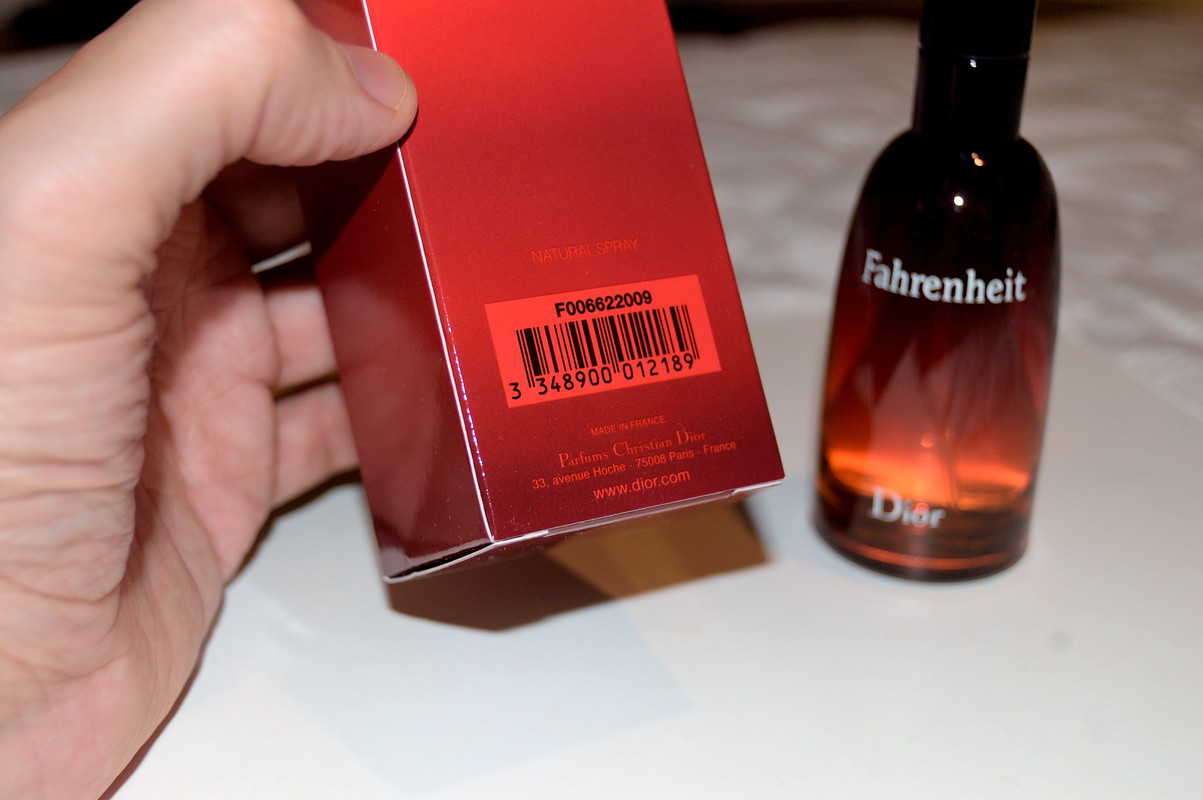 NATURAL SPRAY
F006622009
3 348900 012189
MADE IN FRANCE
Parfums Christian Dior
33, avenue Hoche - 75008 Paris - France
www.dior.com
Fahrenheit
Dior